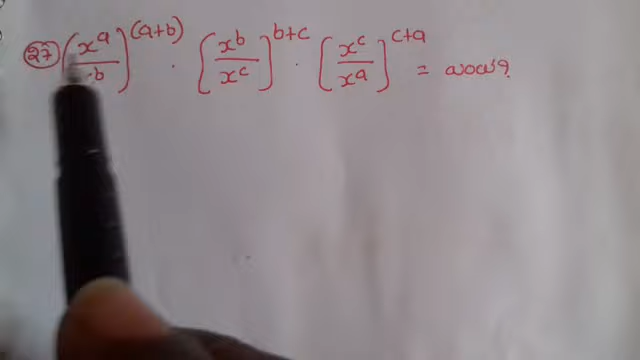 27 (x^a/x^b)^(a+b) · [x^b/x^c]^b+c · [x^c/x^a]^c+a =